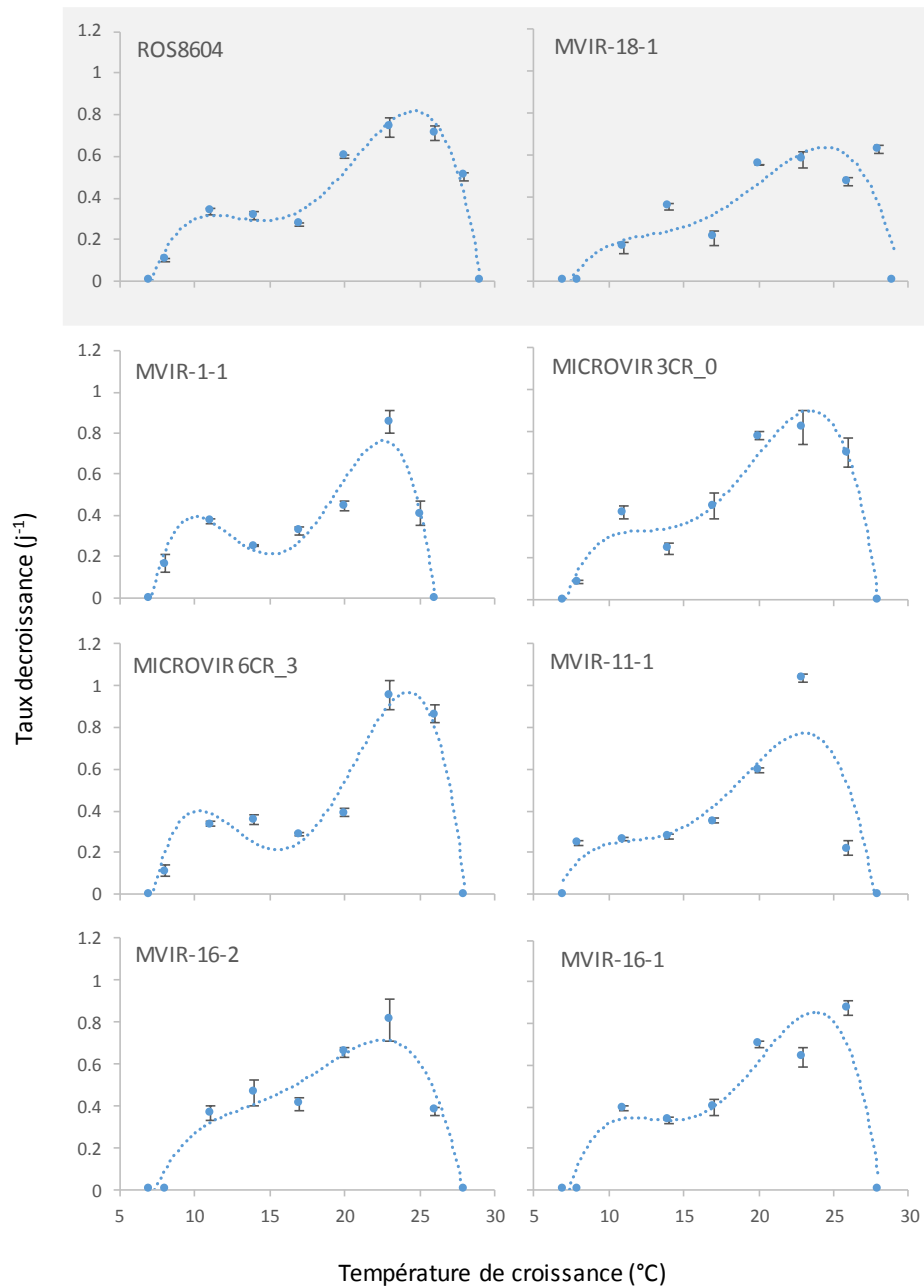 ROS8604
MVIR-18-1
1.2
1
0.8
0.6
0.4
0.2
0
MVIR-1-1
MICROVIR 3CR_0
1.2
1
0.8
0.6
0.4
0.2
0
MICROVIR 6CR_3
MVIR-11-1
1.2
1
0.8
0.6
0.4
0.2
0
MVIR-16-2
MVIR-16-1
1.2
1
0.8
0.6
0.4
0.2
0
5 10 15 20 25 30 5 10 15 20 25 30
Taux decroissance (j⁻¹)
Température de croissance (°C)